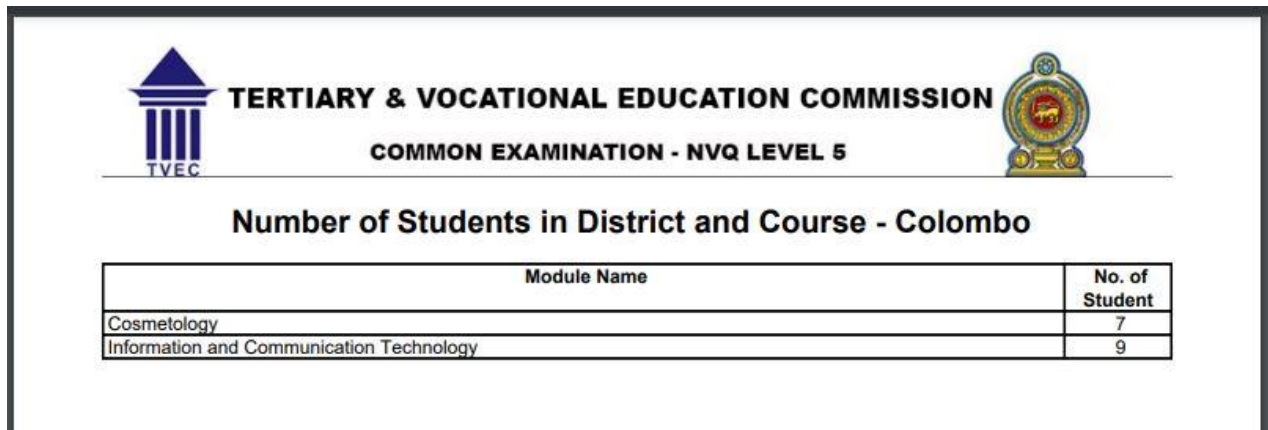 TERTIARY & VOCATIONAL EDUCATION COMMISSION
COMMON EXAMINATION - NVQ LEVEL 5
TVEC
Number of Students in District and Course - Colombo
Module Name No. of
Student
Cosmetology 7
Information and Communication Technology 9